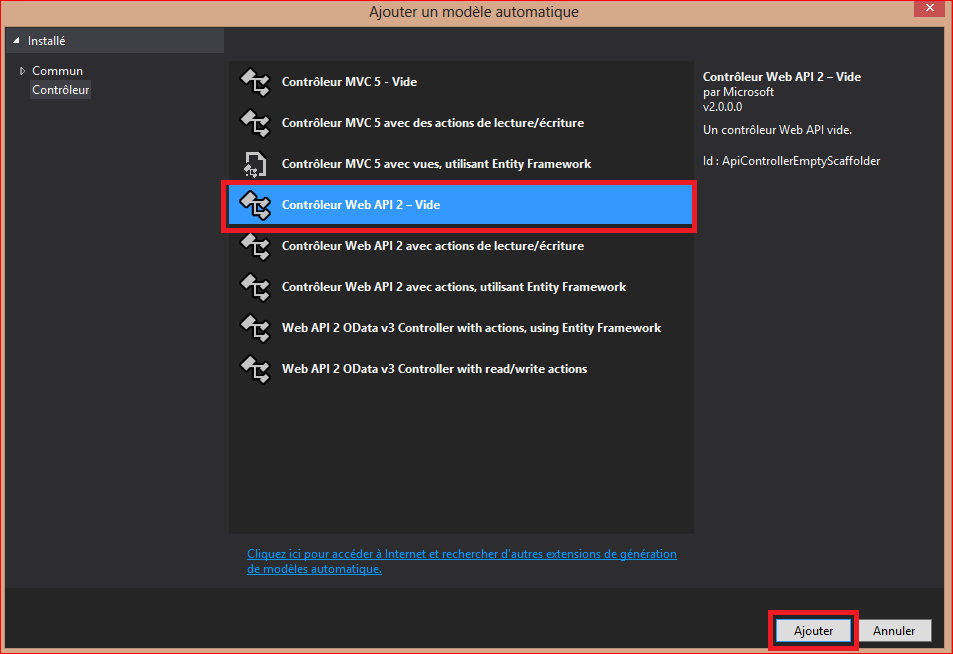 Ajouter un modèle automatique
Installé
Commun
Contrôleur
Contrôleur MVC 5 - Vide
Contrôleur MVC 5 avec des actions de lecture/écriture
Contrôleur MVC 5 avec vues, utilisant Entity Framework
Contrôleur Web API 2 – Vide
Contrôleur Web API 2 avec actions de lecture/écriture
Contrôleur Web API 2 avec actions, utilisant Entity Framework
Web API 2 OData v3 Controller with actions, using Entity Framework
Web API 2 OData v3 Controller with read/write actions
Cliquez ici pour accéder à Internet et rechercher d'autres extensions de génération
de modèles automatique.
Contrôleur Web API 2 – Vide
par Microsoft
v2.0.0.0
Un contrôleur Web API vide.
Id : ApiControllerEmptyScaffolder
Ajouter
Annuler